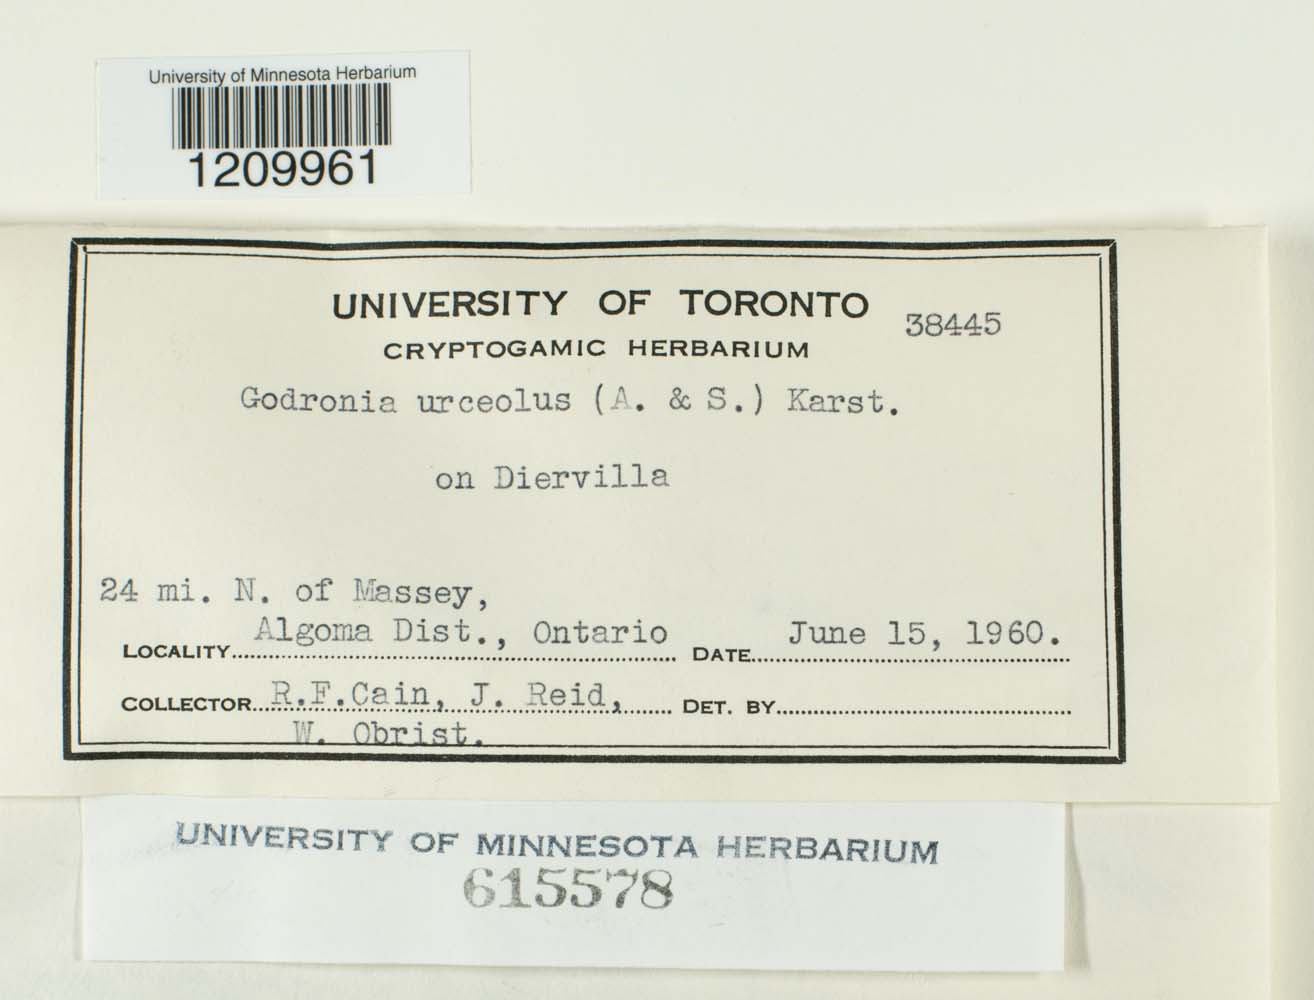 University of Minnesota Herbarium
1209961
UNIVERSITY OF TORONTO
38445
CRYPTOGAMIC HERBARIUM
Godronia urceolus (A. & S.) Karst.
on Diervilla
24 mi. N. of Massey,
LOCALITY Algoma Dist., Ontario DATE June 15, 1960.
COLLECTOR R.F.Cain, J. Reid, DET. BY
W. Obrist.
UNIVERSITY OF MINNESOTA HERBARIUM
615578